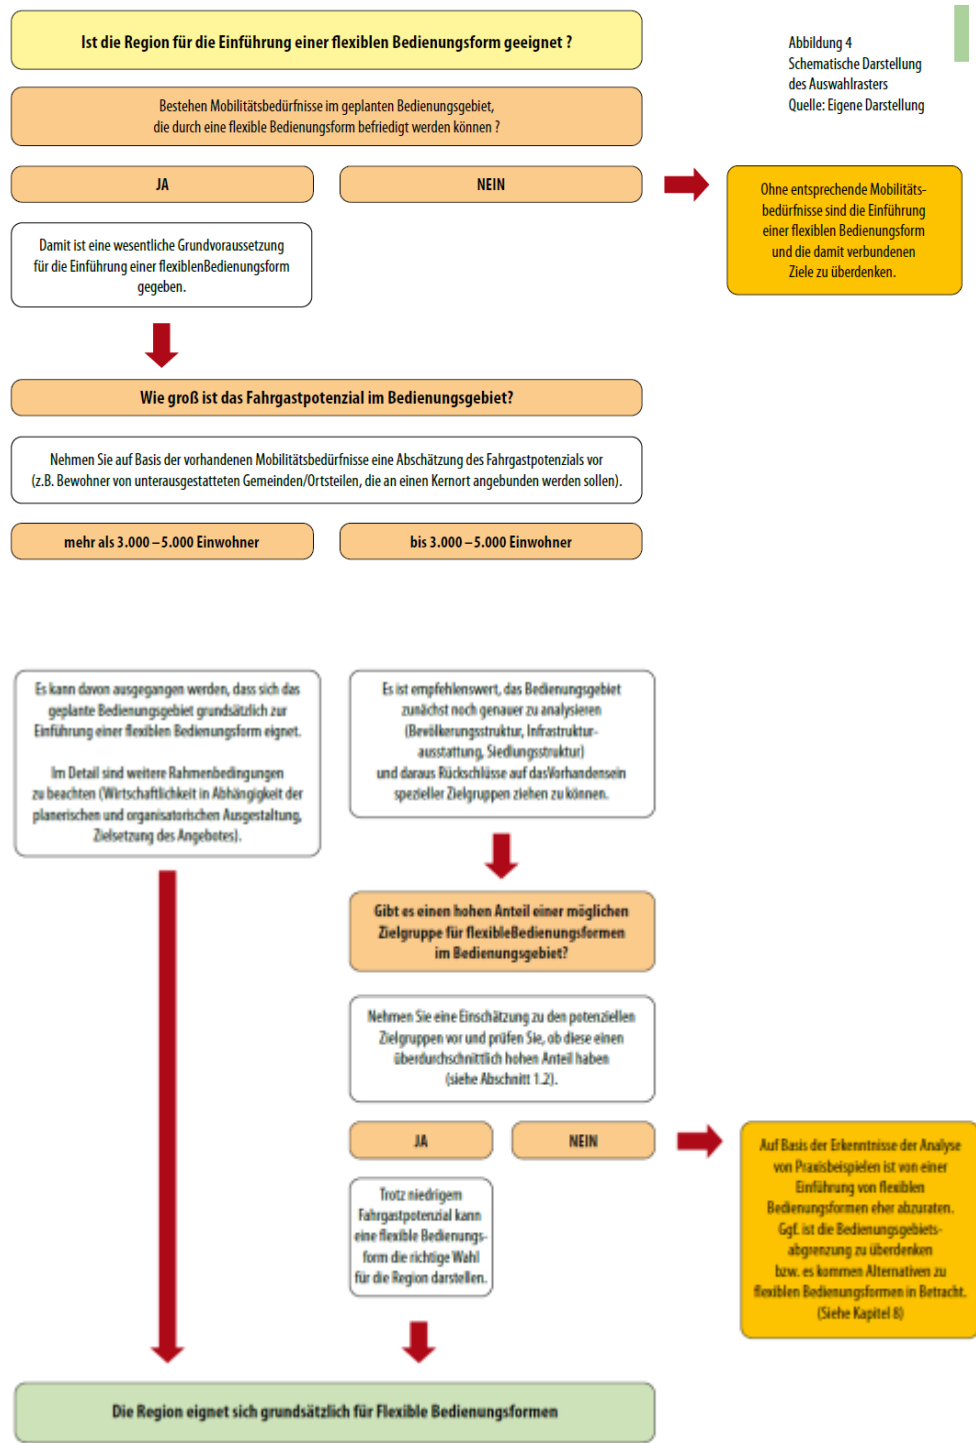 Ist die Region für die Einführung einer flexiblen Bedienungsform geeignet ?
Abbildung 4
Schematische Darstellung
des Auswahlrasters
Quelle: Eigene Darstellung
Bestehen Mobilitätsbedürfnisse im geplanten Bedienungsgebiet,
die durch eine flexible Bedienungsform befriedigt werden können ?
JA
NEIN
Ohne entsprechende Mobilitäts-
bedürfnisse sind die Einführung
einer flexiblen Bedienungsform
und die damit verbundenen
Ziele zu überdenken.
Damit ist eine wesentliche Grundvoraussetzung
für die Einführung einer flexiblenBedienungsform
gegeben.
Wie groß ist das Fahrgastpotenzial im Bedienungsgebiet?
Nehmen Sie auf Basis der vorhandenen Mobilitätsbedürfnisse eine Abschätzung des Fahrgastpotenzials vor
(z.B. Bewohner von unterausgestatteten Gemeinden/Ortsteilen, die an einen Kernort angebunden werden sollen).
mehr als 3.000 – 5.000 Einwohner
bis 3.000 – 5.000 Einwohner
Es kann davon ausgegangen werden, dass sich das
geplante Bedienungsgebiet grundsätzlich zur
Einführung einer flexiblen Bedienungsform eignet.
Im Detail sind weitere Rahmenbedingungen
zu beachten (Wirtschaftlichkeit in Abhängigkeit der
planerischen und organisatorischen Ausgestaltung,
Zielsetzung des Angebotes).
Es ist empfehlenswert, das Bedienungsgebiet
zunächst noch genauer zu analysieren
(Bevölkerungsstruktur, Infrastruktur-
ausstattung, Siedlungsstruktur)
und daraus Rückschlüsse auf dasVorhandensein
spezieller Zielgruppen ziehen zu können.
Gibt es einen hohen Anteil einer möglichen
Zielgruppe für flexibleBedienungsformen
im Bedienungsgebiet?
Nehmen Sie eine Einschätzung zu den potenziellen
Zielgruppen vor und prüfen Sie, ob diese einen
überdurchschnittlich hohen Anteil haben
(siehe Abschnitt 1.2).
JA
NEIN
Auf Basis der Erkenntnisse der Analyse
von Praxisbeispielen ist von einer
Einführung von flexiblen
Bedienungsformen eher abzuraten.
Ggf. ist die Bedienungsgebiets-
abgrenzung zu überdenken
bzw. es kommen Alternativen zu
flexiblen Bedienungsformen in Betracht.
(Siehe Kapitel 8)
Trotz niedrigem
Fahrgastpotenzial kann
eine flexible Bedienungs-
form die richtige Wahl
für die Region darstellen.
Die Region eignet sich grundsätzlich für Flexible Bedienungsformen